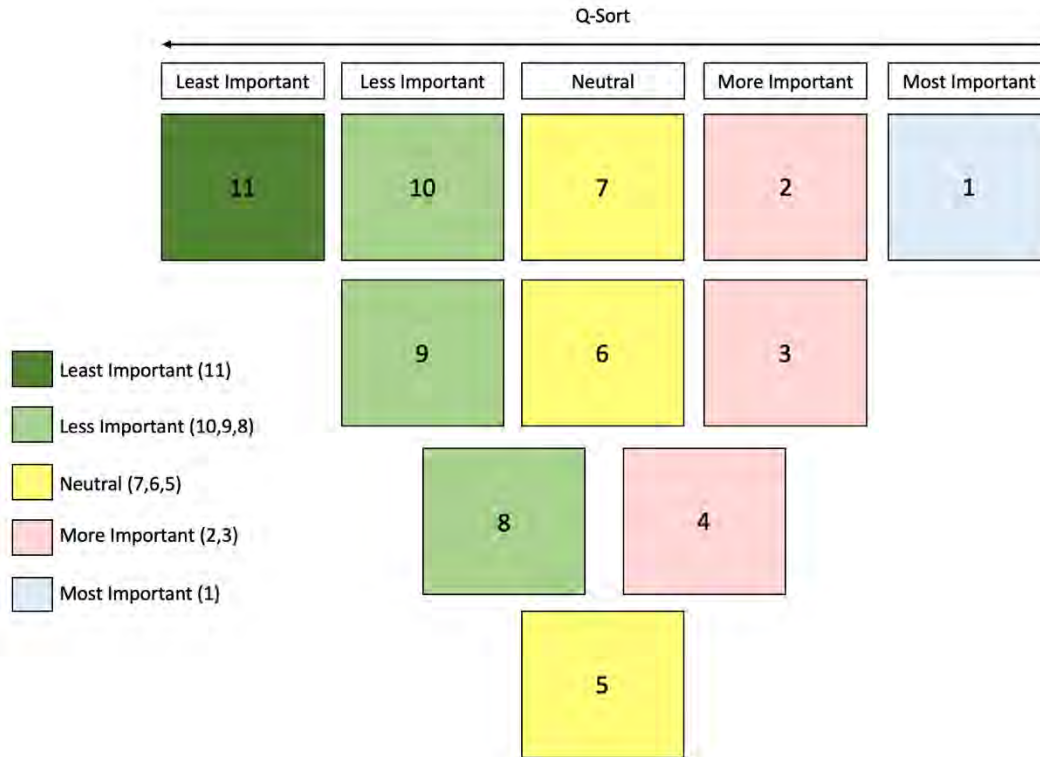 Q-Sort
Least Important
Less Important
Neutral
More Important
Most Important
11
10
7
2
1
9
6
3
8
4
5
Least Important (11)
Less Important (10,9,8)
Neutral (7,6,5)
More Important (2,3)
Most Important (1)